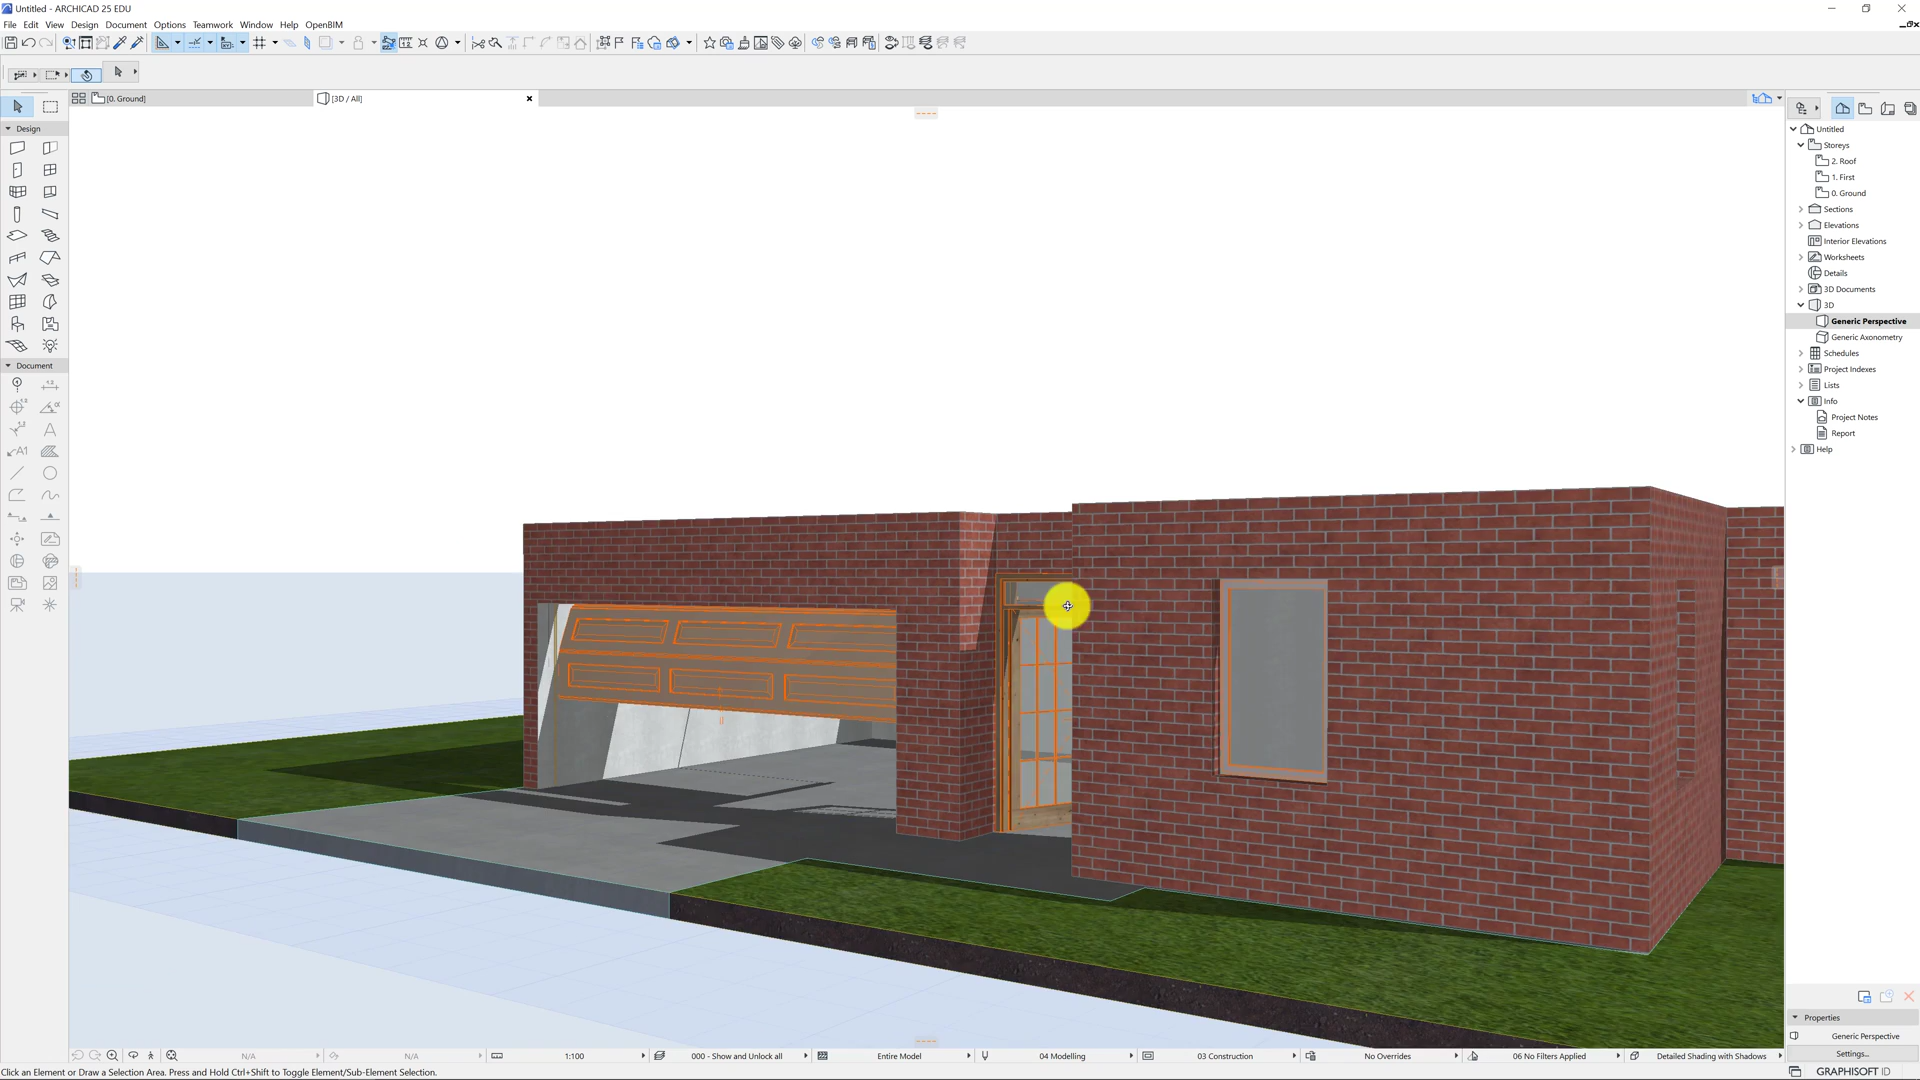 Untitled - ARCHICAD 25 EDU
File Edit View Design Document Options Teamwork Window Help OpenBIM
[0. Ground]
[3D / All]
Design
Document
A1
Untitled
Storeys
2. Roof
1. First
0. Ground
Sections
Elevations
Interior Elevations
Worksheets
Details
3D Documents
3D
Generic Perspective
Generic Axonometry
Schedules
Project Indexes
Lists
Info
Project Notes
Report
Help
Properties
Generic Perspective
Settings...
N/A N/A 1:100 000 - Show and Unlock all Entire Model 04 Modelling 03 Construction No Overrides 06 No Filters Applied Detailed Shading with Shadows
Click an Element or Draw a Selection Area. Press and Hold Ctrl+Shift to Toggle Element/Sub-Element Selection.
GRAPHISOFT ID